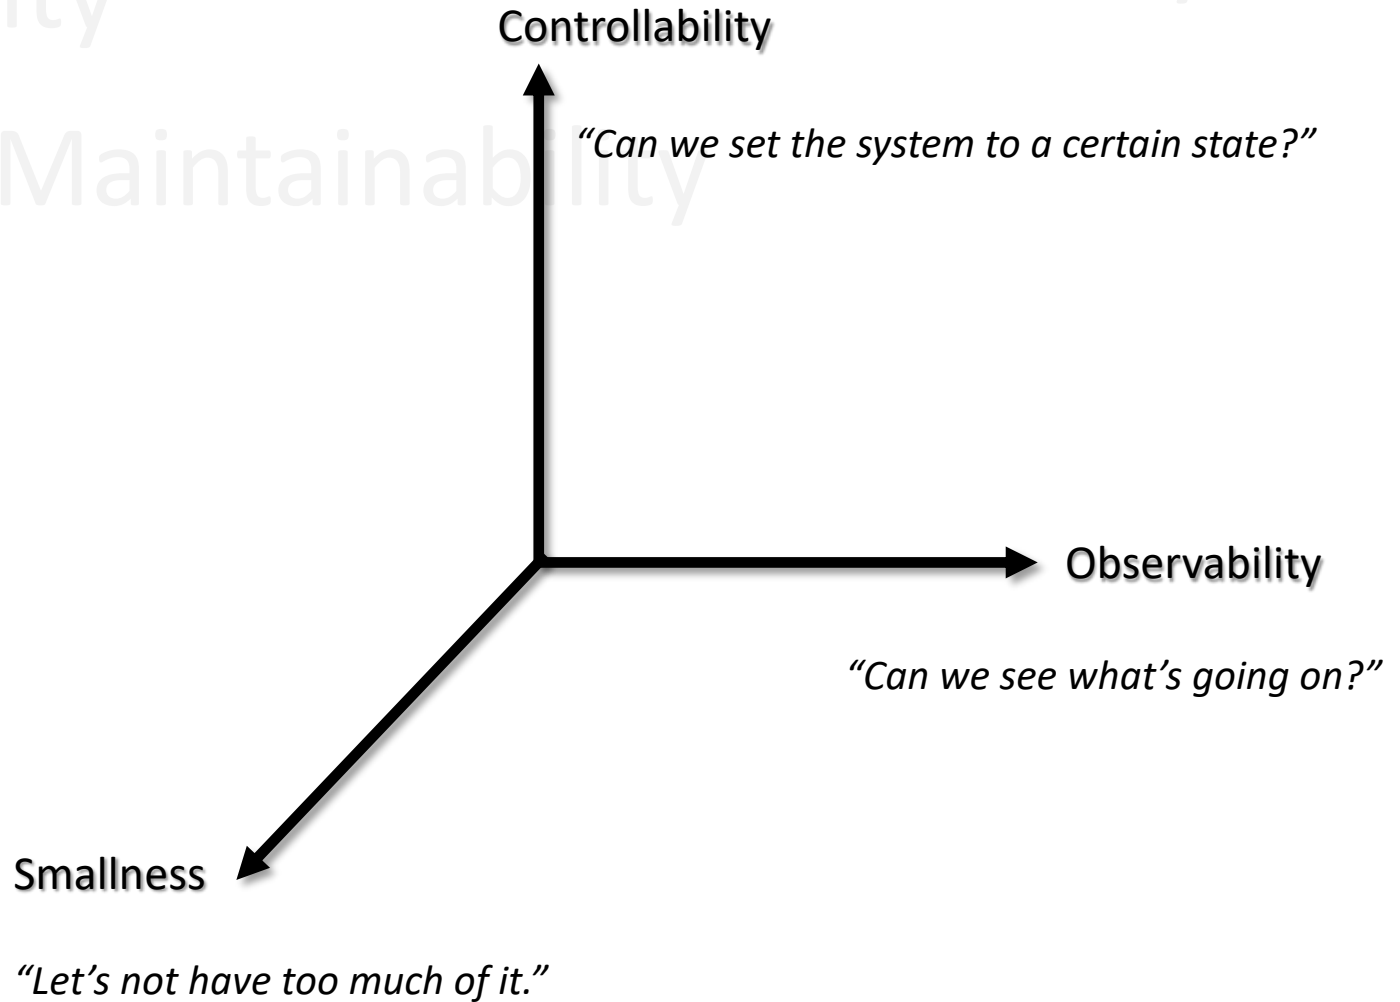 Controllability
“Can we set the system to a certain state?”
Maintainability
Observability
“Can we see what’s going on?”
Smallness
“Let’s not have too much of it.”